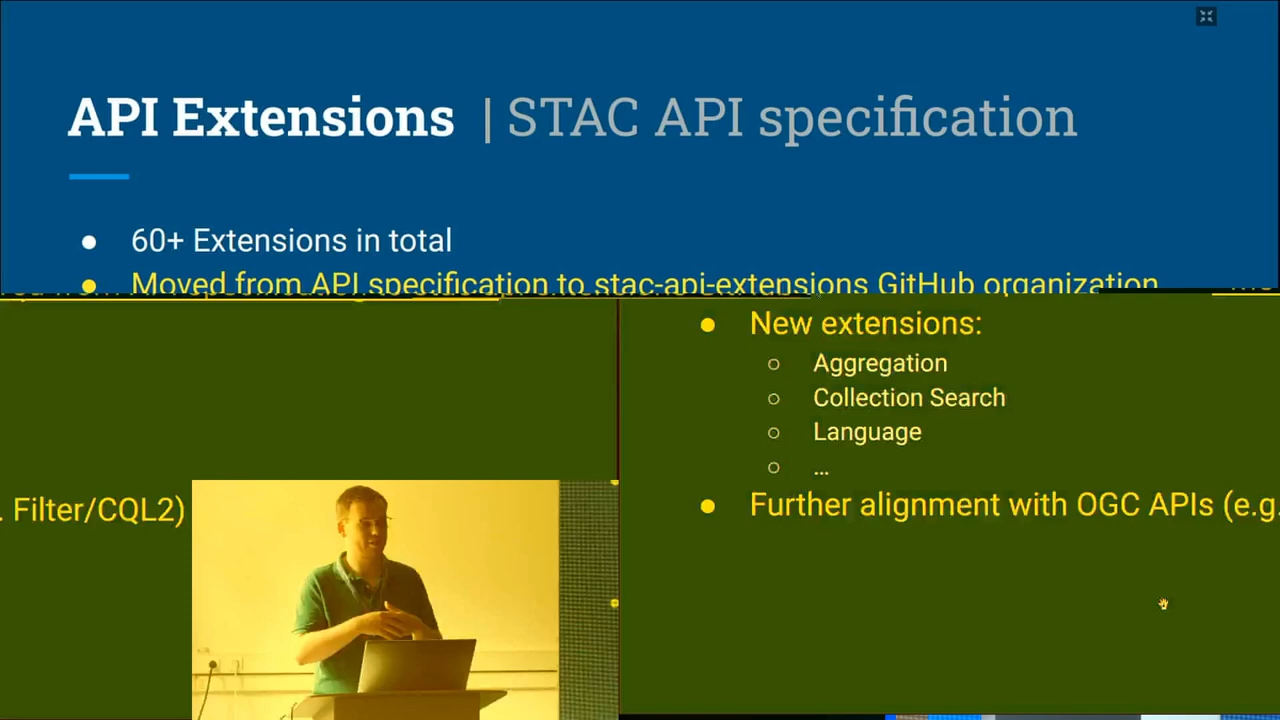 API Extensions | STAC API specification
60+ Extensions in total
Moved from API specification to stac-api-extensions GitHub organization
New extensions:
Aggregation
Collection Search
Language
...
Further alignment with OGC APIs (e.g.
. Filter/CQL2)